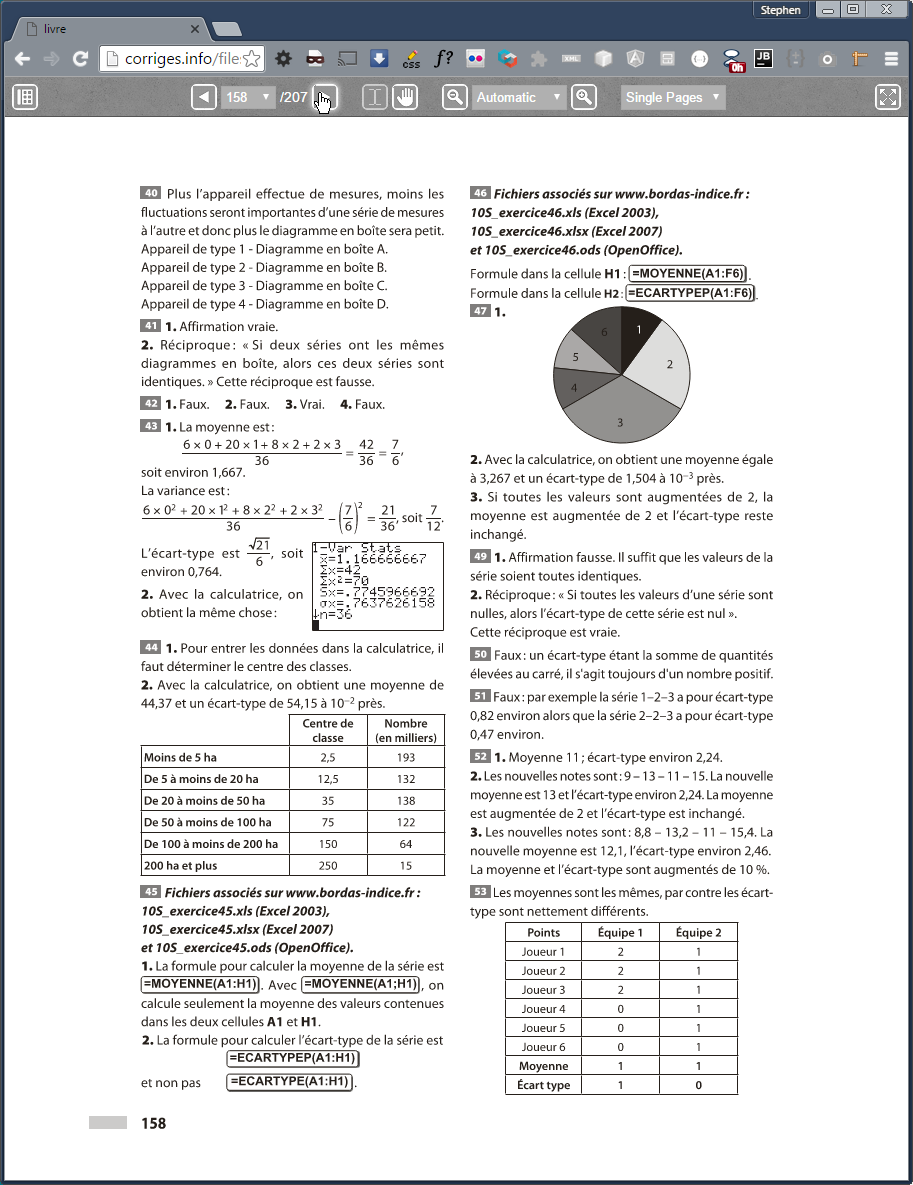 Stephen
livre
corriges.info/file
css
f?
XML
0h
JB
158
/207
Automatic
Single Pages
40 Plus l'appareil effectue de mesures, moins les
fluctuations seront importantes d'une série de mesures
à l'autre et donc plus le diagramme en boîte sera petit.
Appareil de type 1 - Diagramme en boîte A.
Appareil de type 2 - Diagramme en boîte B.
Appareil de type 3 - Diagramme en boîte C.
Appareil de type 4 - Diagramme en boîte D.
41 1. Affirmation vraie.
2. Réciproque : « Si deux séries ont les mêmes
diagrammes en boîte, alors ces deux séries sont
identiques. » Cette réciproque est fausse.
42 1. Faux. 2. Faux. 3. Vrai. 4. Faux.
43 1. La moyenne est :
(6 × 0 + 20 × 1 + 8 × 2 + 2 × 3)/36 = 42/36 = 7/6,
soit environ 1,667.
La variance est :
(6 × 0² + 20 × 1² + 8 × 2² + 2 × 3²)/36 – (7/6)² = 21/36, soit 7/12.
L'écart-type est √21/6, soit
environ 0,764.
2. Avec la calculatrice, on
obtient la même chose :
1-Var Stats
x̄=1.166666667
Σx=42
Σx²=70
Sx=.7745966692
σx=.7637626158
↓n=36
44 1. Pour entrer les données dans la calculatrice, il
faut déterminer le centre des classes.
2. Avec la calculatrice, on obtient une moyenne de
44,37 et un écart-type de 54,15 à 10⁻² près.
Centre de classe Nombre (en milliers)
Moins de 5 ha 2,5 193
De 5 à moins de 20 ha 12,5 132
De 20 à moins de 50 ha 35 138
De 50 à moins de 100 ha 75 122
De 100 à moins de 200 ha 150 64
200 ha et plus 250 15
45 Fichiers associés sur www.bordas-indice.fr :
10S_exercice45.xls (Excel 2003),
10S_exercice45.xlsx (Excel 2007)
et 10S_exercice45.ods (OpenOffice).
1. La formule pour calculer la moyenne de la série est
=MOYENNE(A1:H1). Avec =MOYENNE(A1;H1), on
calcule seulement la moyenne des valeurs contenues
dans les deux cellules A1 et H1.
2. La formule pour calculer l'écart-type de la série est
=ECARTYPEP(A1:H1)
et non pas =ECARTYPE(A1:H1).
158
46 Fichiers associés sur www.bordas-indice.fr :
10S_exercice46.xls (Excel 2003),
10S_exercice46.xlsx (Excel 2007)
et 10S_exercice46.ods (OpenOffice).
Formule dans la cellule H1 : =MOYENNE(A1:F6).
Formule dans la cellule H2 : =ECARTYPEP(A1:F6).
47 1.
6
1
2
5
4
3
2. Avec la calculatrice, on obtient une moyenne égale
à 3,267 et un écart-type de 1,504 à 10⁻³ près.
3. Si toutes les valeurs sont augmentées de 2, la
moyenne est augmentée de 2 et l'écart-type reste
inchangé.
49 1. Affirmation fausse. Il suffit que les valeurs de la
série soient toutes identiques.
2. Réciproque : « Si toutes les valeurs d'une série sont
nulles, alors l'écart-type de cette série est nul ».
Cette réciproque est vraie.
50 Faux : un écart-type étant la somme de quantités
élevées au carré, il s'agit toujours d'un nombre positif.
51 Faux : par exemple la série 1–2–3 a pour écart-type
0,82 environ alors que la série 2–2–3 a pour écart-type
0,47 environ.
52 1. Moyenne 11 ; écart-type environ 2,24.
2. Les nouvelles notes sont : 9 – 13 – 11 – 15. La nouvelle
moyenne est 13 et l'écart-type environ 2,24. La moyenne
est augmentée de 2 et l'écart-type est inchangé.
3. Les nouvelles notes sont : 8,8 – 13,2 – 11 – 15,4. La
nouvelle moyenne est 12,1, l'écart-type environ 2,46.
La moyenne et l'écart-type sont augmentés de 10 %.
53 Les moyennes sont les mêmes, par contre les écart-
type sont nettement différents.
Points Équipe 1 Équipe 2
Joueur 1 2 1
Joueur 2 2 1
Joueur 3 2 1
Joueur 4 0 1
Joueur 5 0 1
Joueur 6 0 1
Moyenne 1 1
Écart type 1 0